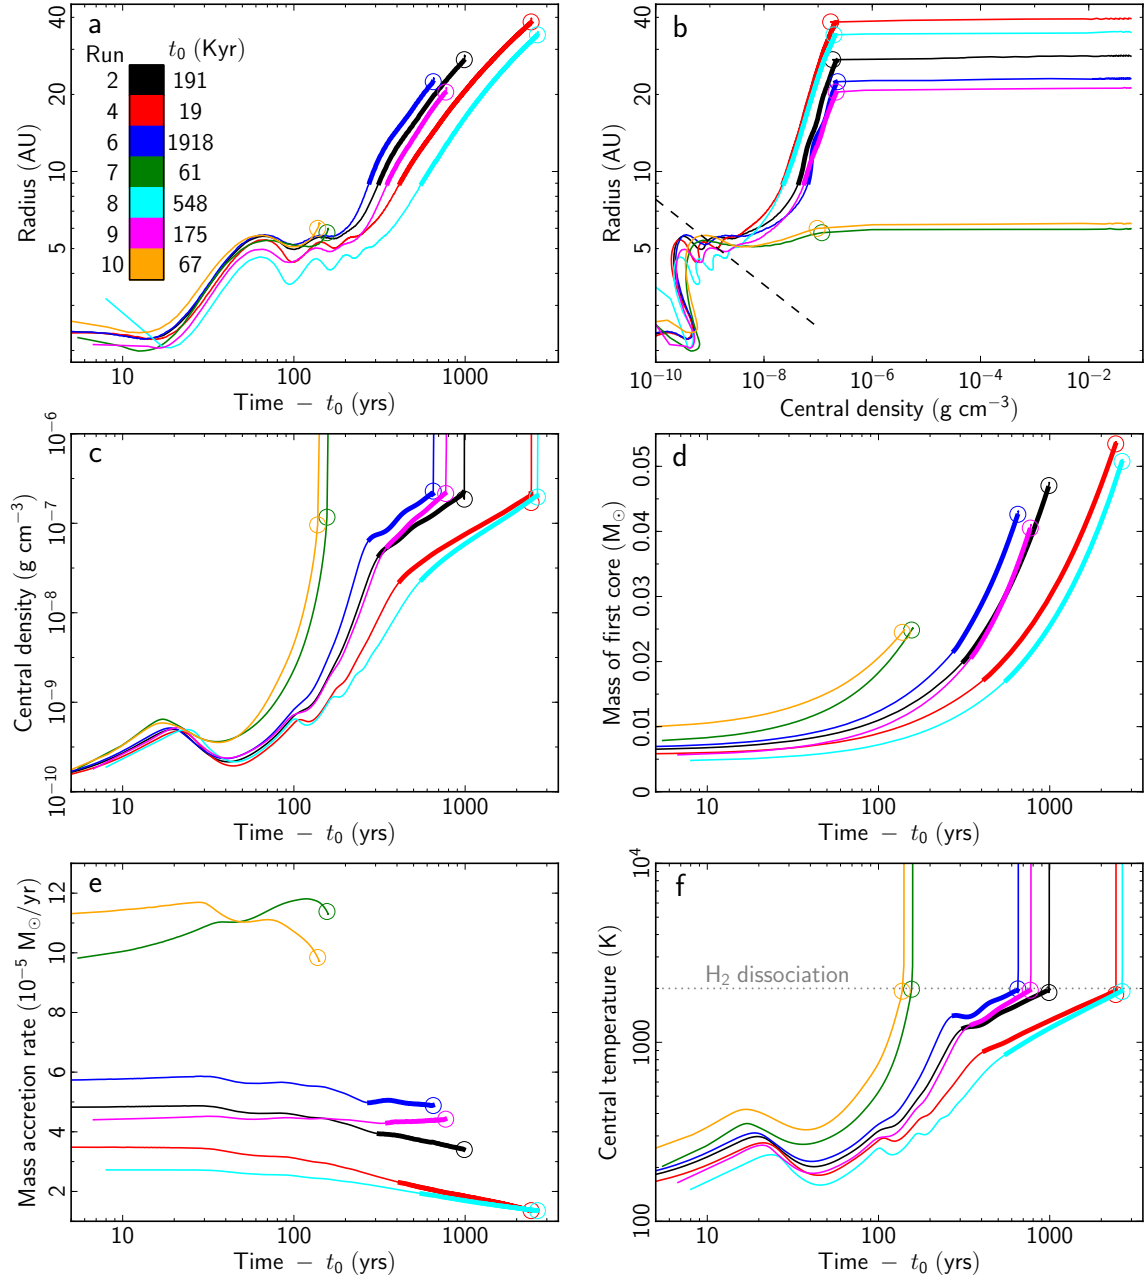 a
Run t₀ (Kyr)
2 191
4 19
6 1918
7 61
8 548
9 175
10 67
40
20
10
5
Radius (AU)
10 100 1000
Time − t₀ (yrs)
b
40
20
10
5
Radius (AU)
10⁻¹⁰ 10⁻⁸ 10⁻⁶ 10⁻⁴ 10⁻²
Central density (g cm⁻³)
c
10⁻⁶
10⁻⁷
10⁻⁸
10⁻⁹
10⁻¹⁰
Central density (g cm⁻³)
10 100 1000
Time − t₀ (yrs)
d
0.05
0.04
0.03
0.02
0.01
0
Mass of first core (M☉)
10 100 1000
Time − t₀ (yrs)
e
12
10
8
6
4
2
Mass accretion rate (10⁻⁵ M☉/yr)
10 100 1000
Time − t₀ (yrs)
f
10⁴
1000
100
Central temperature (K)
H₂ dissociation
10 100 1000
Time − t₀ (yrs)